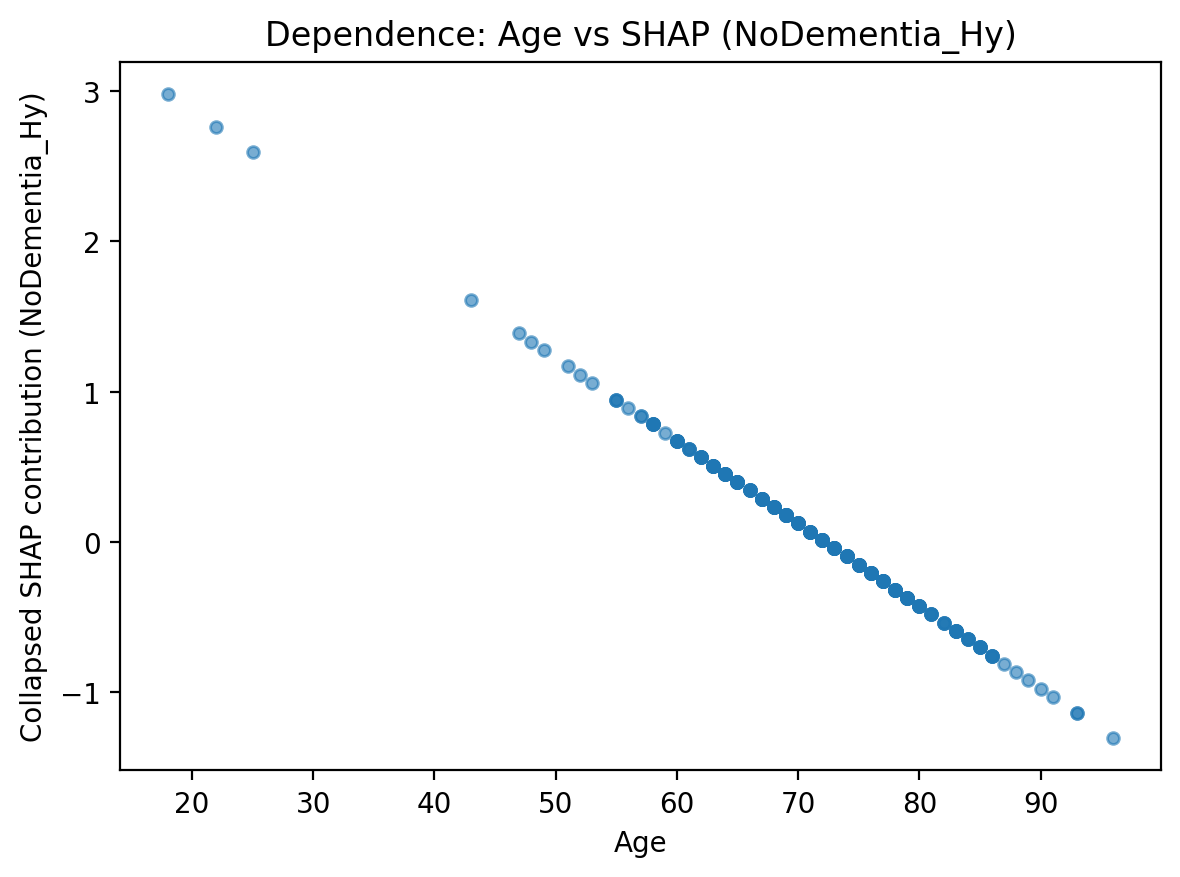 Dependence: Age vs SHAP (NoDementia_Hy)
Collapsed SHAP contribution (NoDementia_Hy)
3
2
1
0
−1
20 30 40 50 60 70 80 90
Age